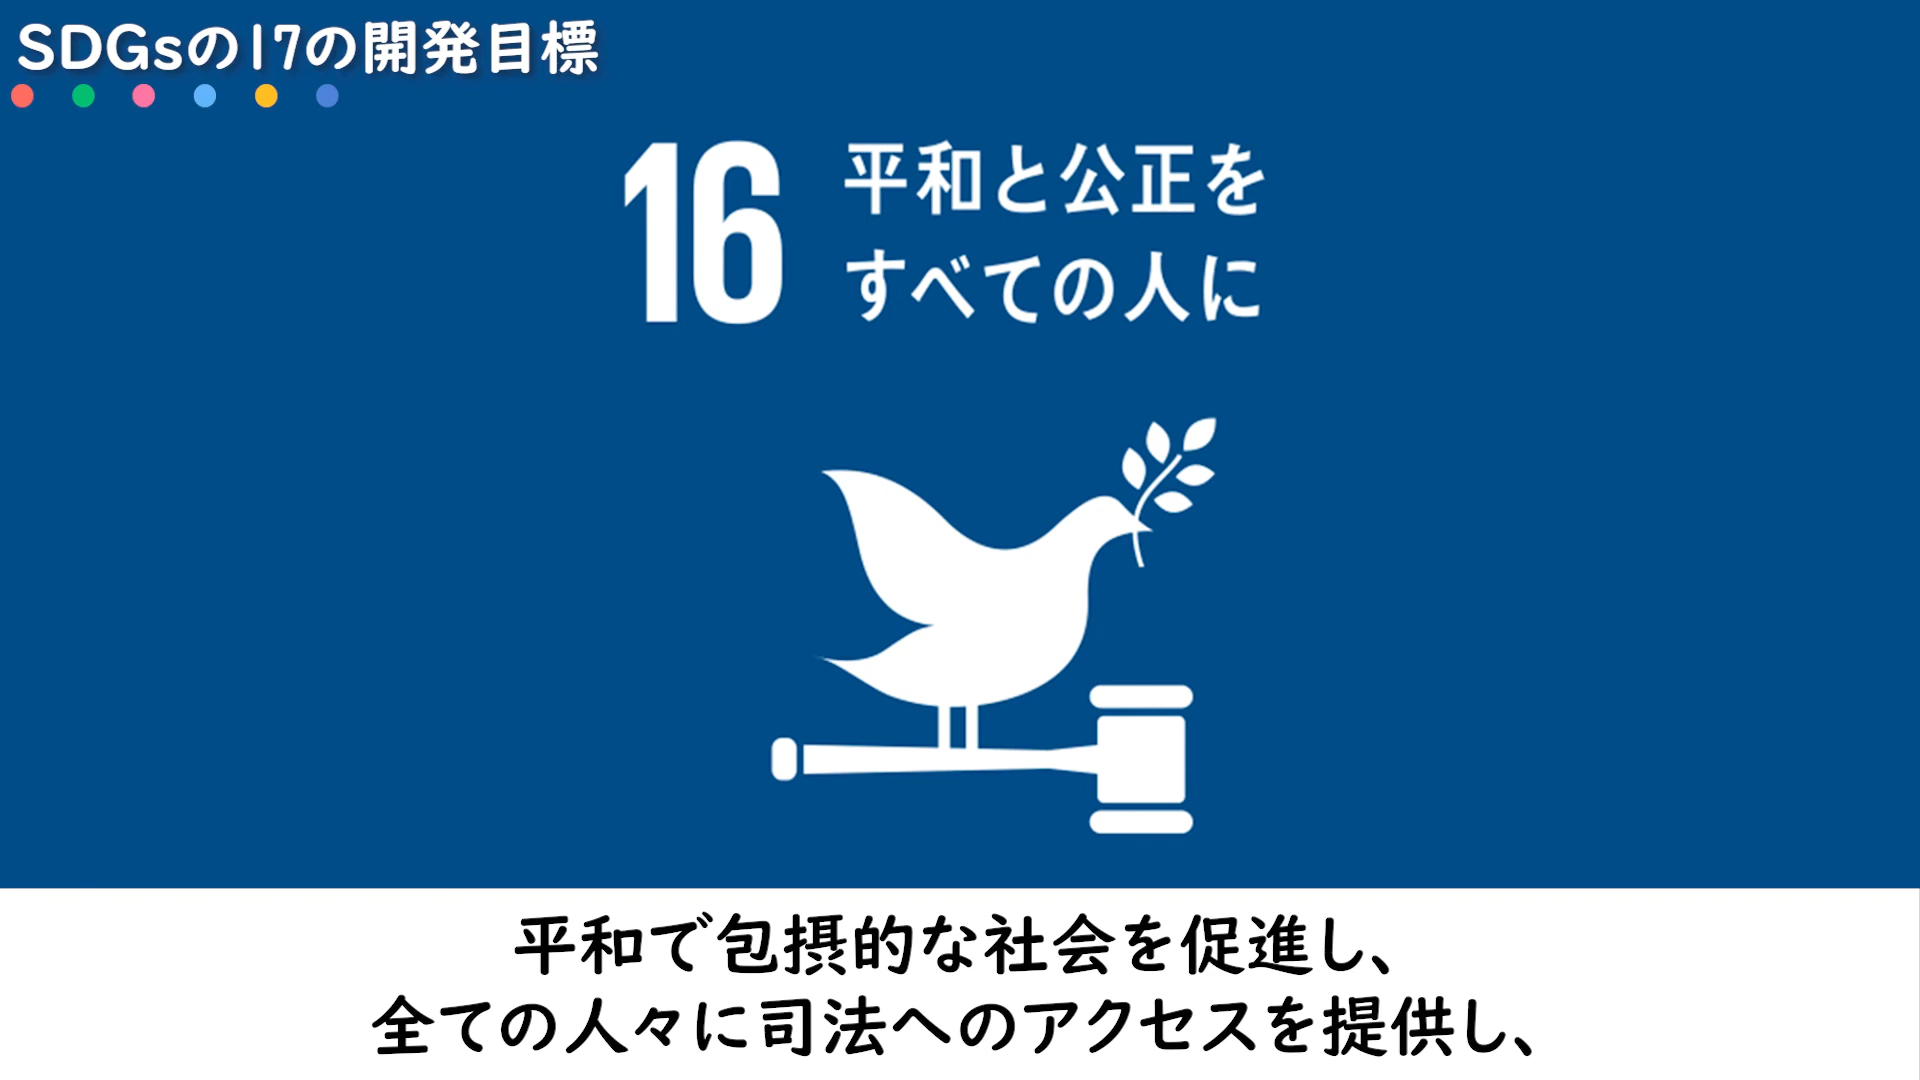 SDGsの17の開発目標
16
平和と公正を
すべての人に
平和で包摂的な社会を促進し、
全ての人々に司法へのアクセスを提供し、